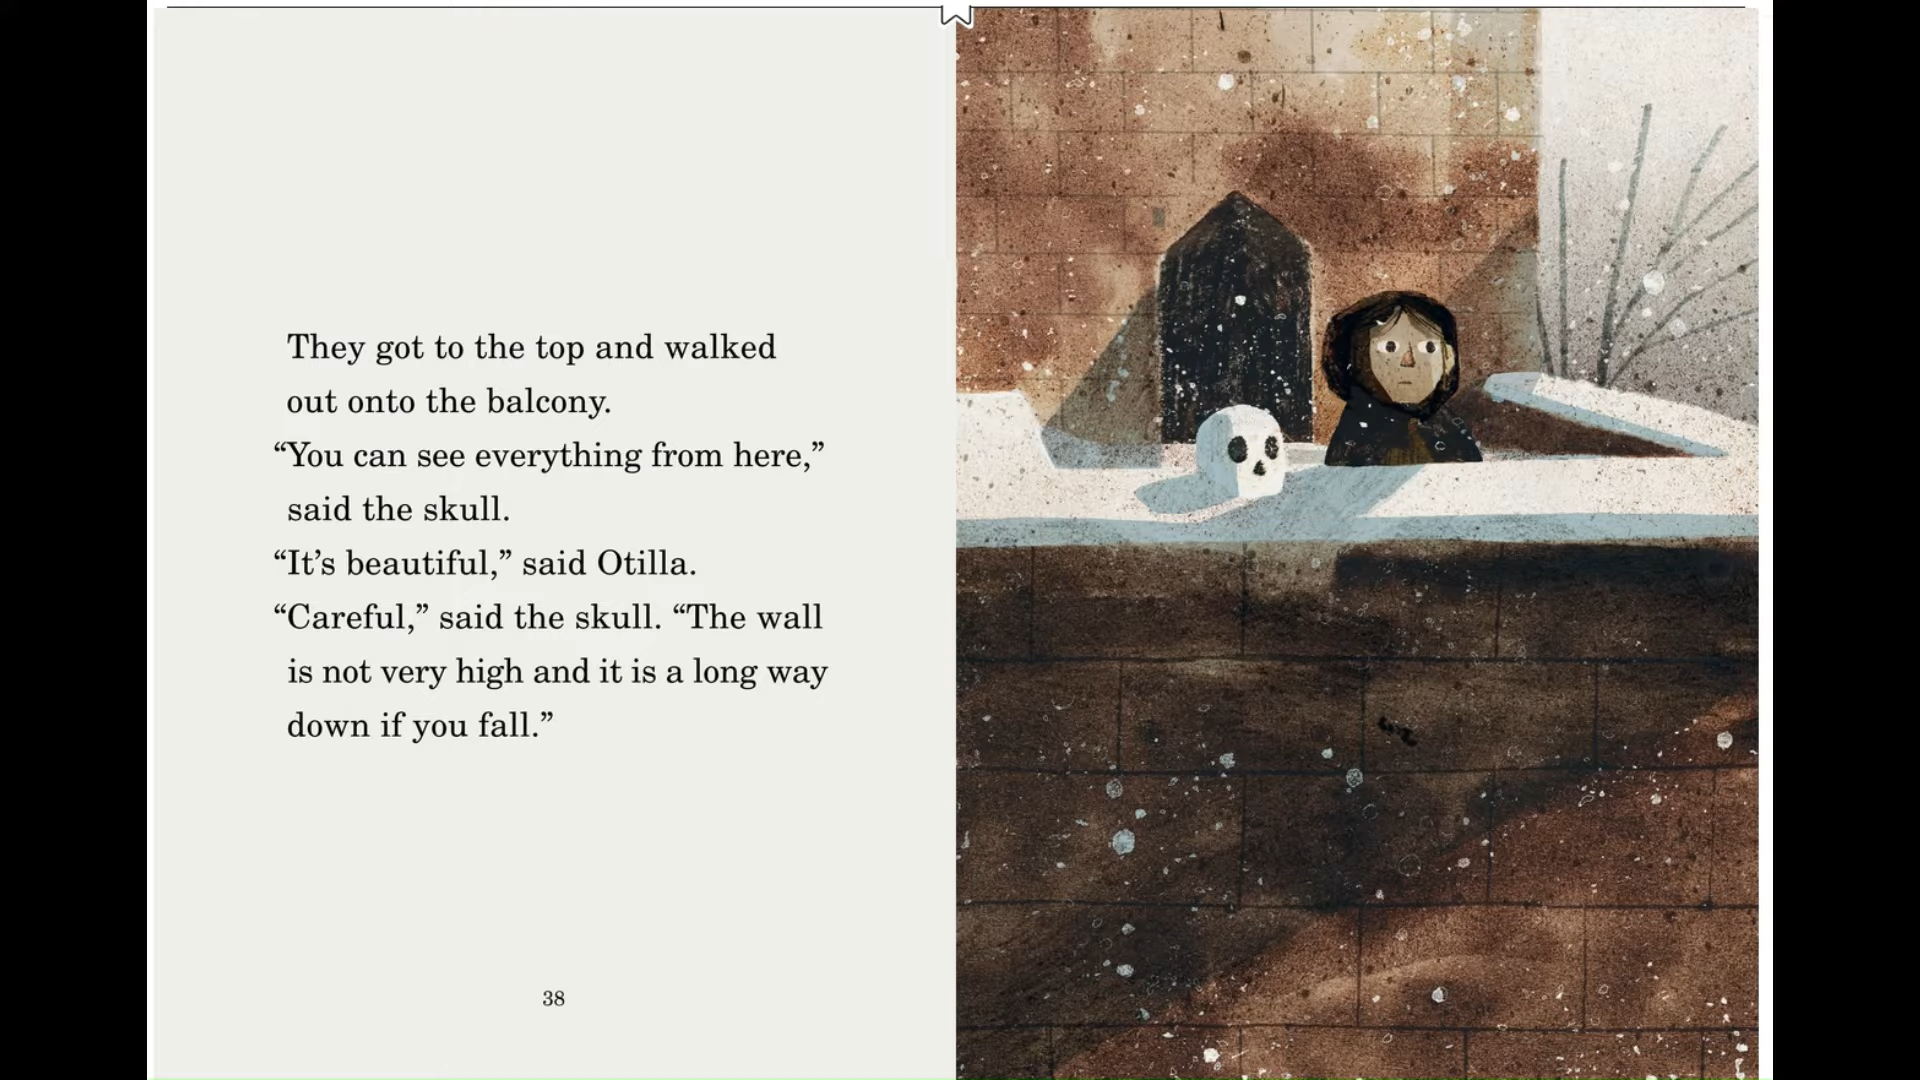 They got to the top and walked
out onto the balcony.
“You can see everything from here,”
said the skull.
“It’s beautiful,” said Otilla.
“Careful,” said the skull. “The wall
is not very high and it is a long way
down if you fall.”
38